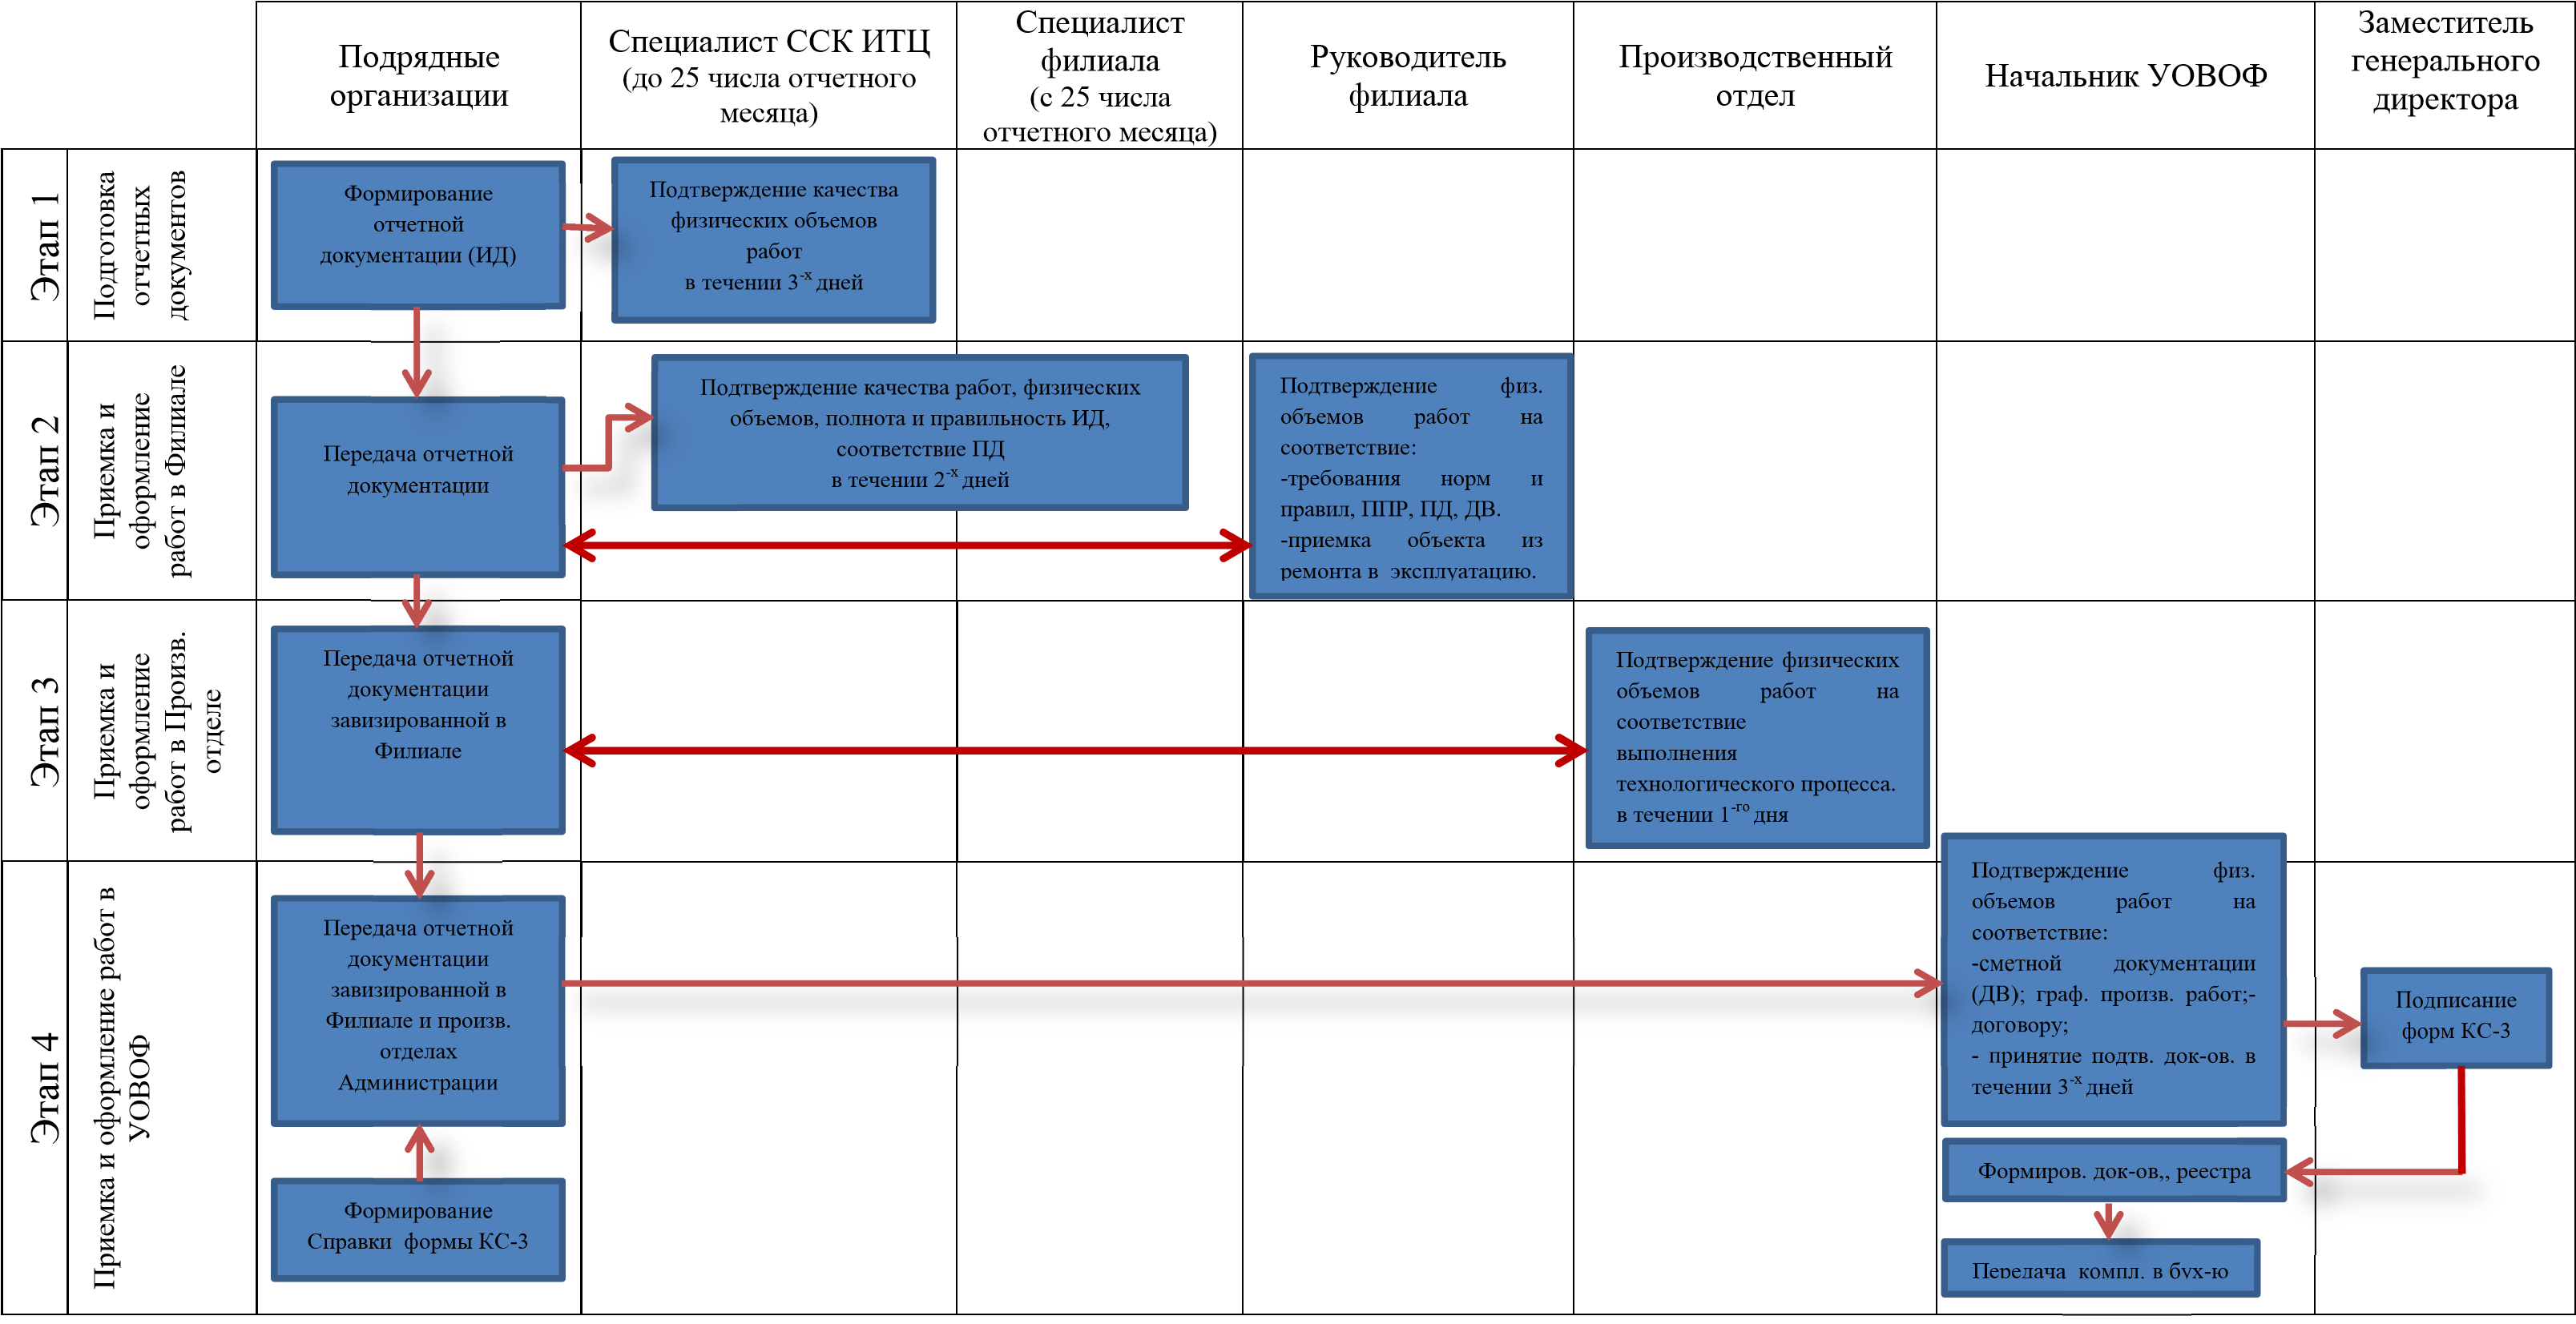 Подрядные
организации
Специалист ССК ИТЦ
(до 25 числа отчетного
месяца)
Специалист
филиала
(с 25 числа
отчетного месяца)
Руководитель
филиала
Производственный
отдел
Начальник УОВОФ
Заместитель
генерального
директора
Этап 1
Подготовка
отчетных
документов
Формирование
отчетной
документации (ИД)
Подтверждение качества
физических объемов
работ
в течении 3-х дней
Этап 2
Приемка и
оформление
работ в Филиале
Передача отчетной
документации
Подтверждение качества работ, физических
объемов, полнота и правильность ИД,
соответствие ПД
в течении 2-х дней
Подтверждение физ.
объемов работ на
соответствие:
-требования норм и
правил, ППР, ПД, ДВ.
-приемка объекта из
ремонта в эксплуатацию.
Этап 3
Приемка и
оформление
работ в Произв.
отделе
Передача отчетной
документации
завизированной в
Филиале
Подтверждение физических
объемов работ на
соответствие
выполнения
технологического процесса.
в течении 1-го дня
Этап 4
Приемка и оформление работ в
УОВОФ
Передача отчетной
документации
завизированной в
Филиале и произв.
отделах
Администрации
Формирование
Справки формы КС-3
Подтверждение физ.
объемов работ на
соответствие:
-сметной документации
(ДВ); граф. произв. работ;-
договору;
- принятие подтв. док-ов. в
течении 3-х дней
Подписание
форм КС-3
Формиров. док-ов,, реестра
Передача компл. в бух-ю